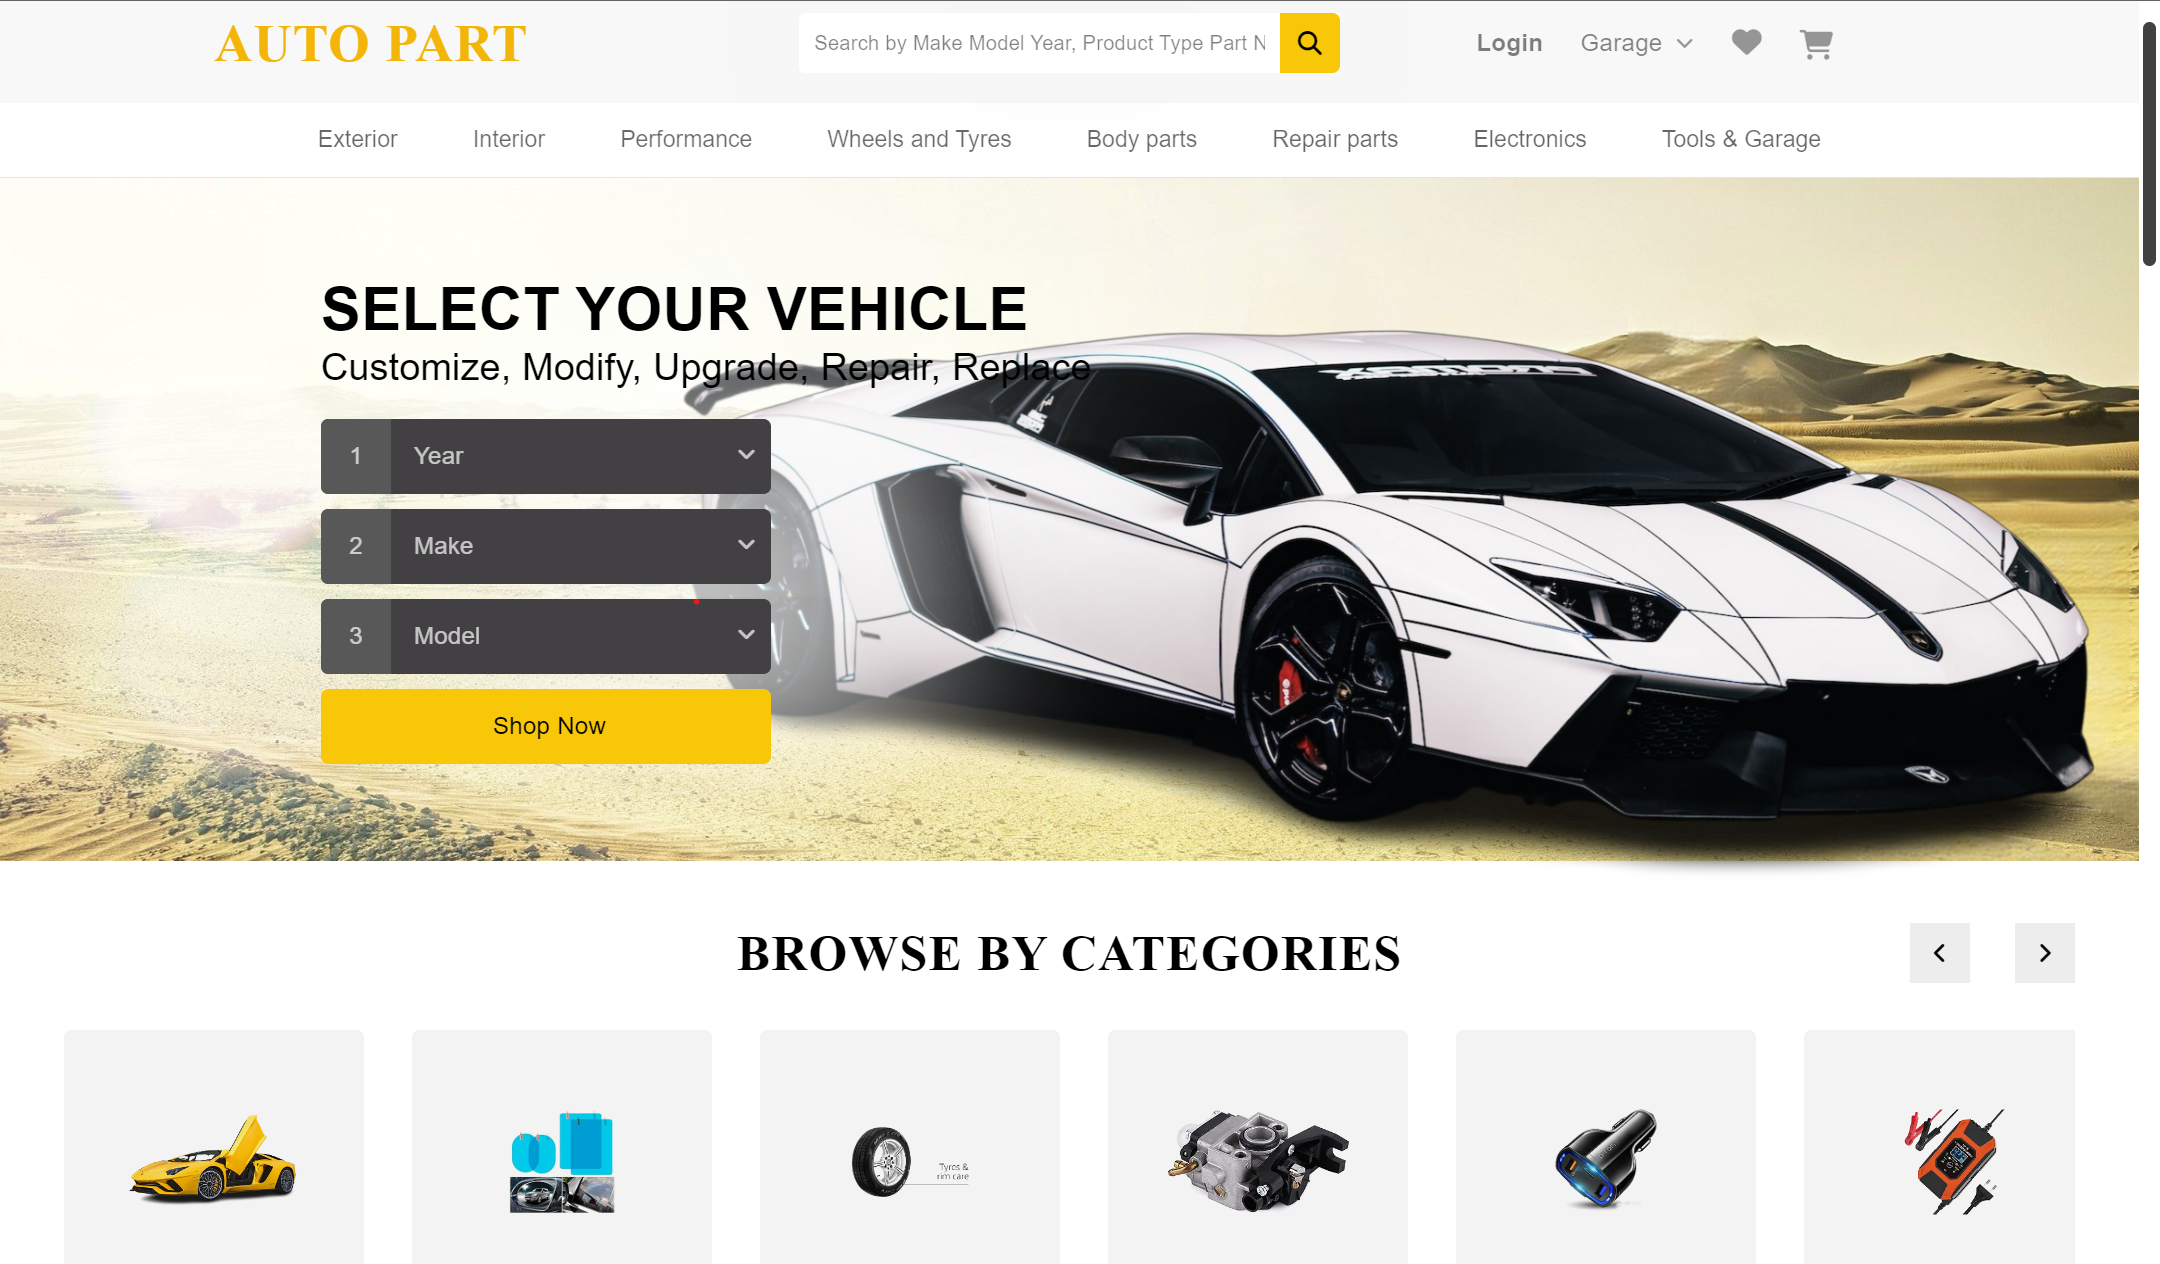 AUTO PART
Search by Make Model Year, Product Type Part N
Login
Garage
Exterior
Interior
Performance
Wheels and Tyres
Body parts
Repair parts
Electronics
Tools & Garage
SELECT YOUR VEHICLE
Customize, Modify, Upgrade, Repair, Replace
1 Year
2 Make
3 Model
Shop Now
BROWSE BY CATEGORIES
Tyres &
rim care